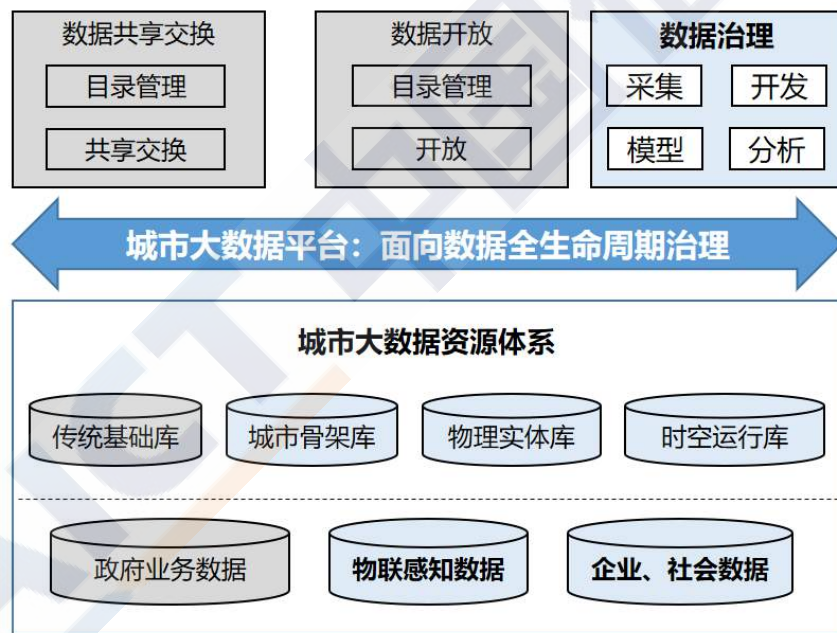 数据共享交换
目录管理
共享交换
数据开放
目录管理
开放
数据治理
采集
开发
模型
分析
城市大数据平台：面向数据全生命周期治理
城市大数据资源体系
传统基础库
城市骨架库
物理实体库
时空运行库
政府业务数据
物联感知数据
企业、社会数据